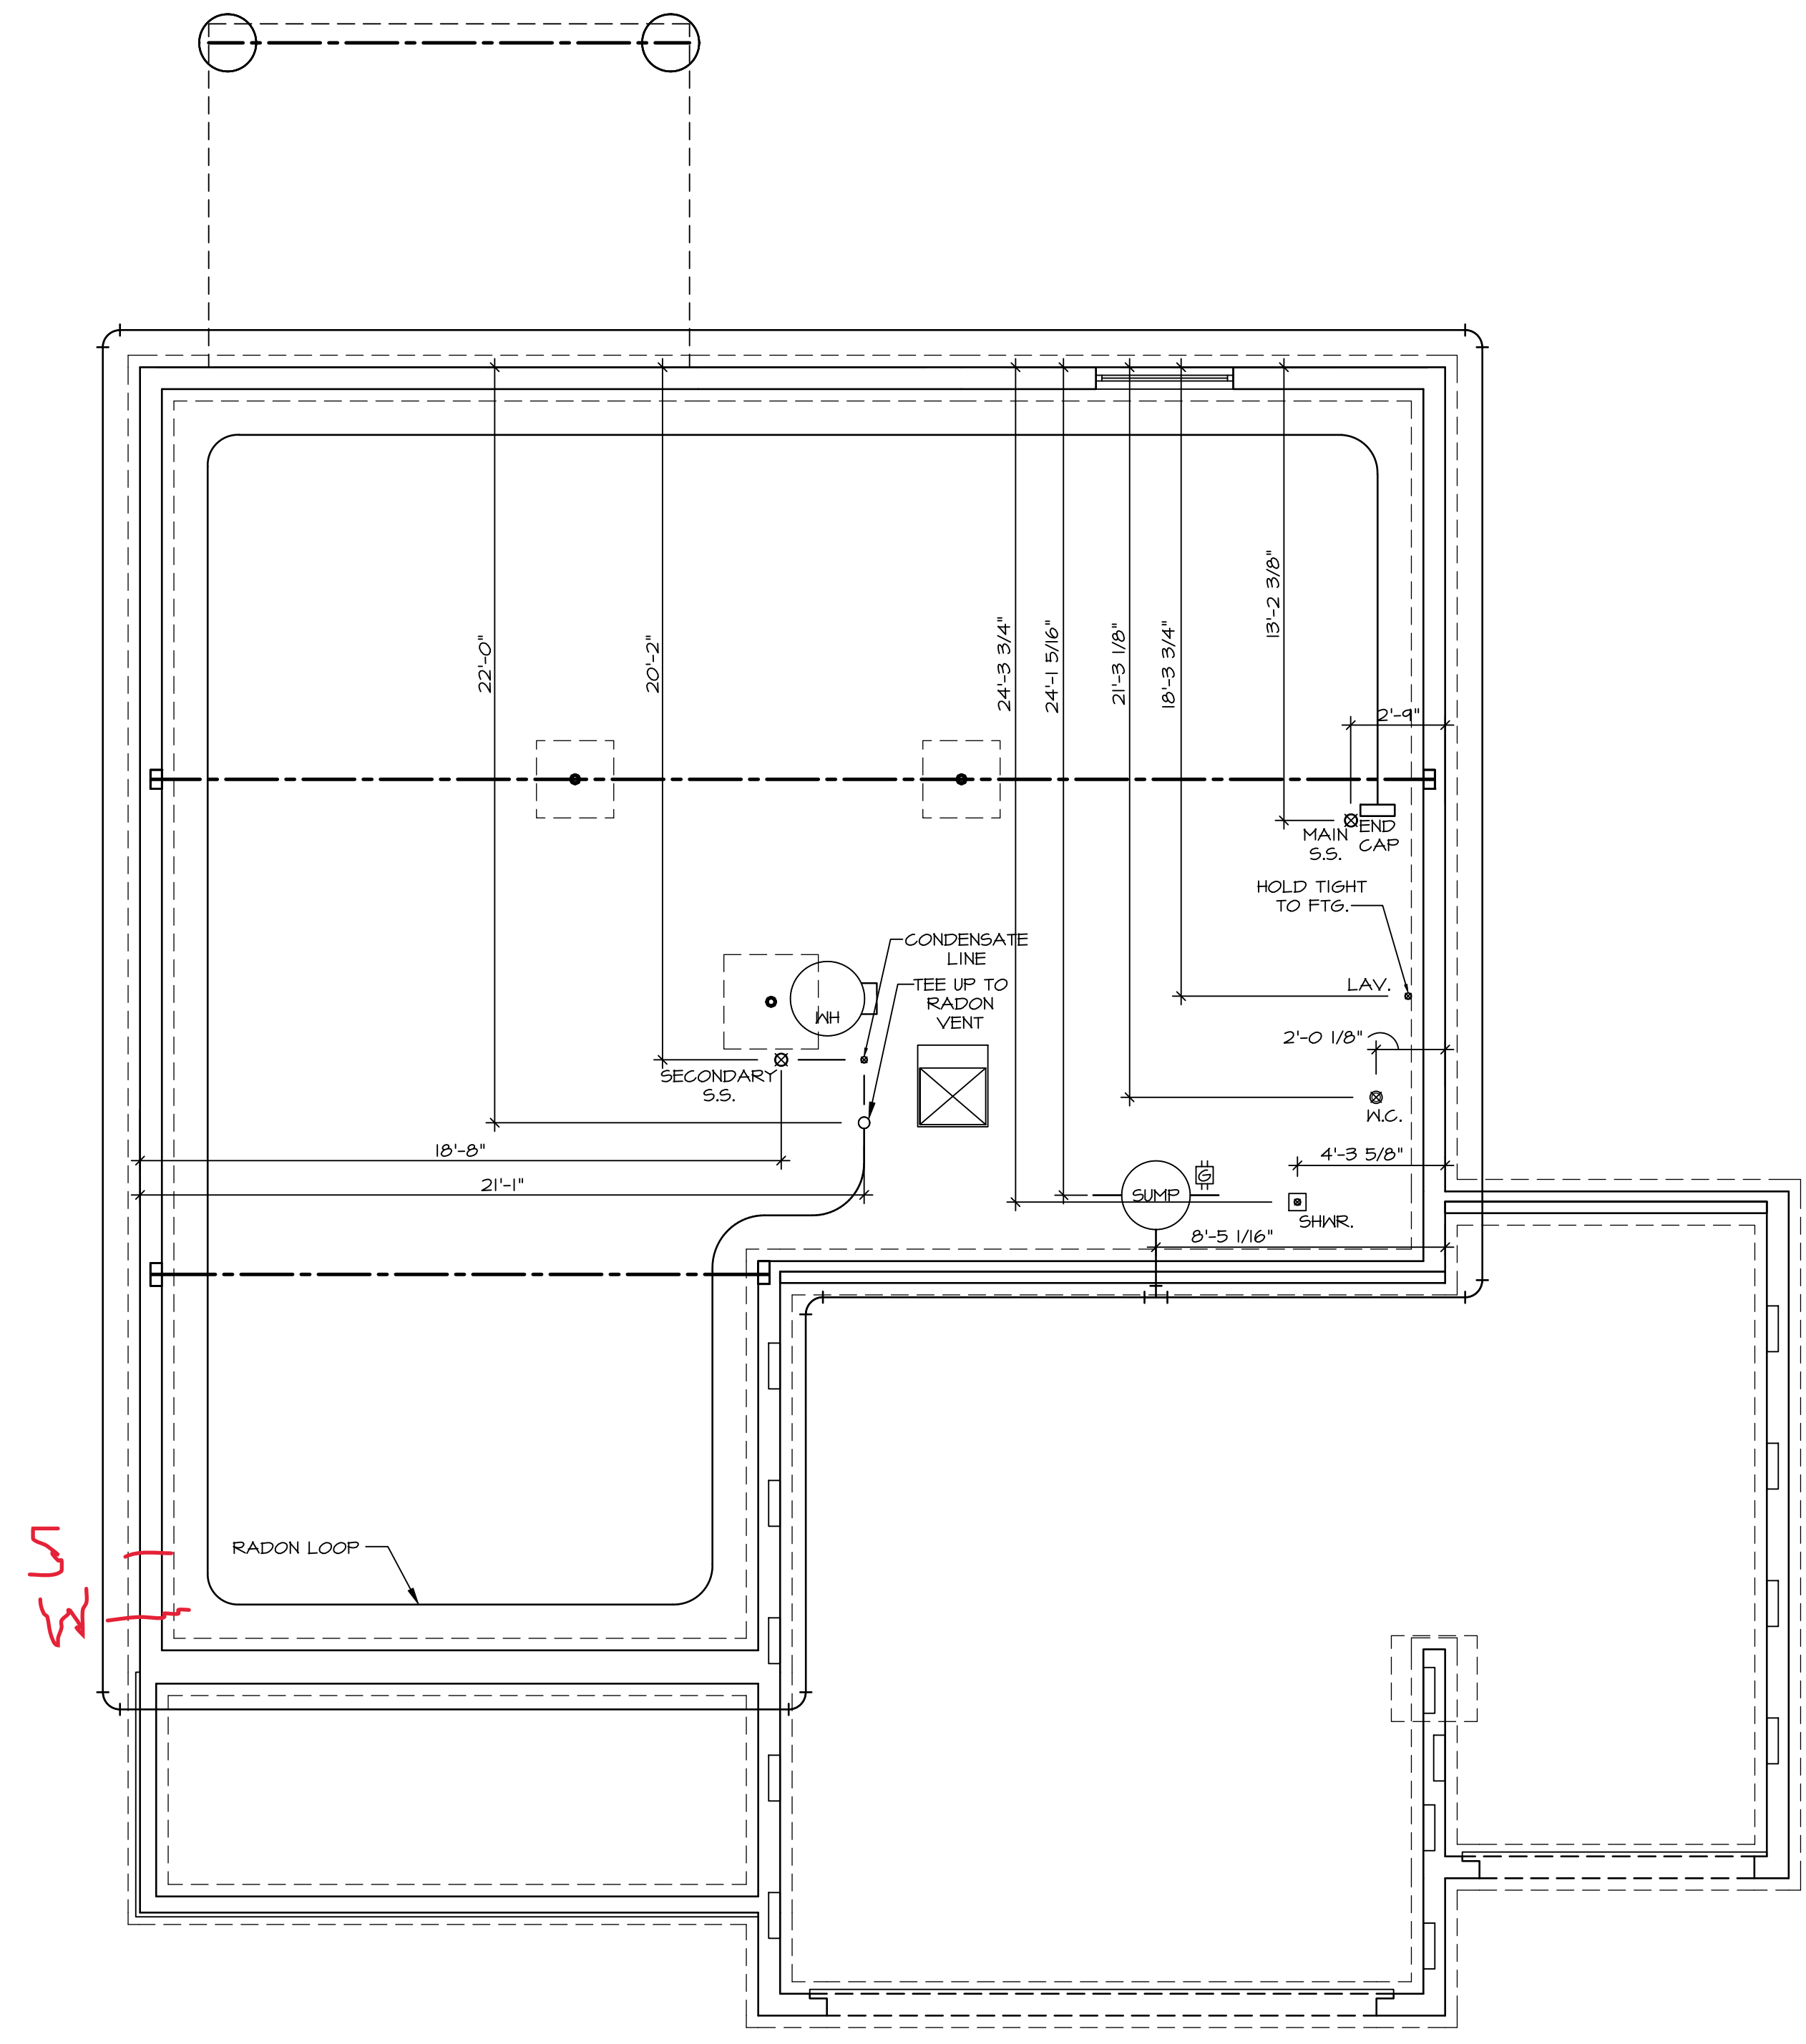 22'-0"
20'-2"
24'-3 3/4"
24'-1 5/16"
21'-3 1/8"
18'-3 3/4"
13'-2 3/8"
2'-9"
MAIN
S.S.
END
CAP
HOLD TIGHT
TO FTG.
CONDENSATE
LINE
TEE UP TO
RADON
VENT
LAV.
WH
2'-0 1/8"
SECONDARY
S.S.
W.C.
18'-8"
4'-3 5/8"
21'-1"
SUMP
G
SHWR.
8'-5 1/16"
RADON LOOP
S
W